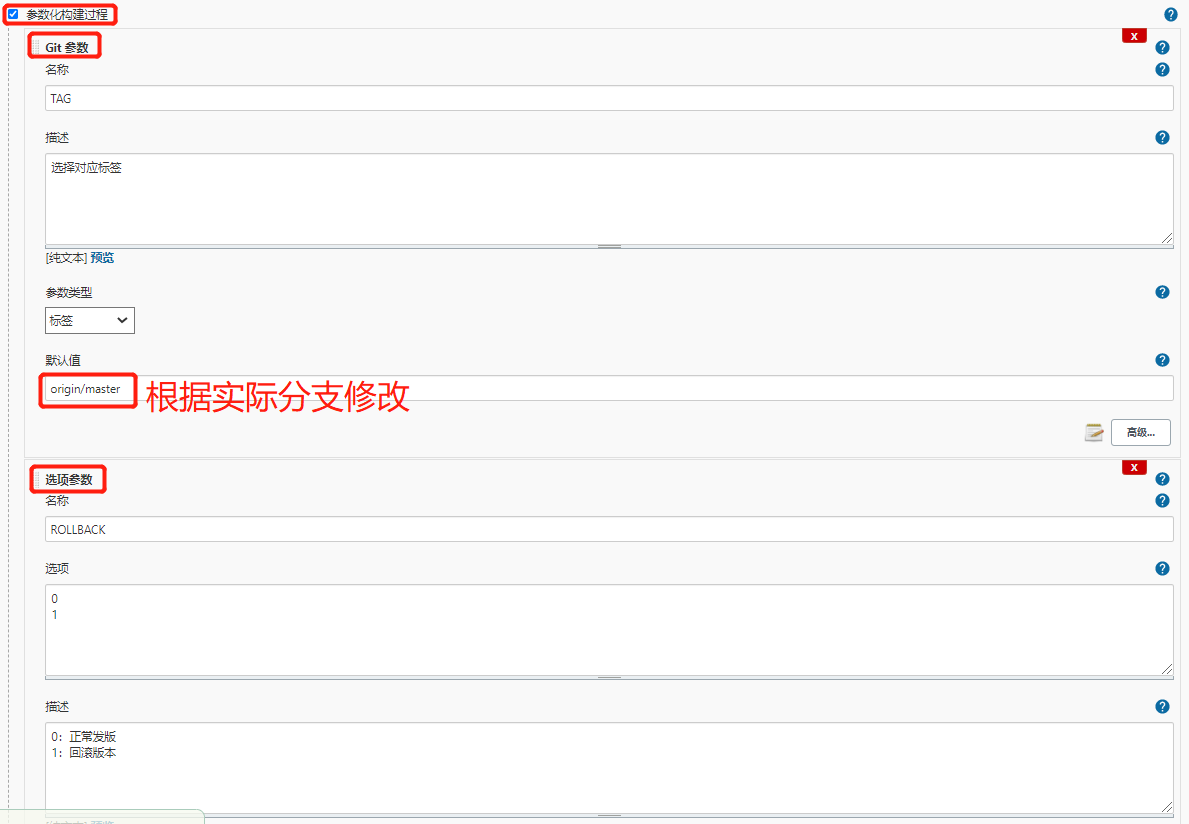 参数化构建过程
Git 参数
X
名称
TAG
描述
选择对应标签
[纯文本] 预览
参数类型
标签
默认值
origin/master
根据实际分支修改
高级...
选项参数
X
名称
ROLLBACK
选项
0
1
描述
0：正常发版
1：回滚版本